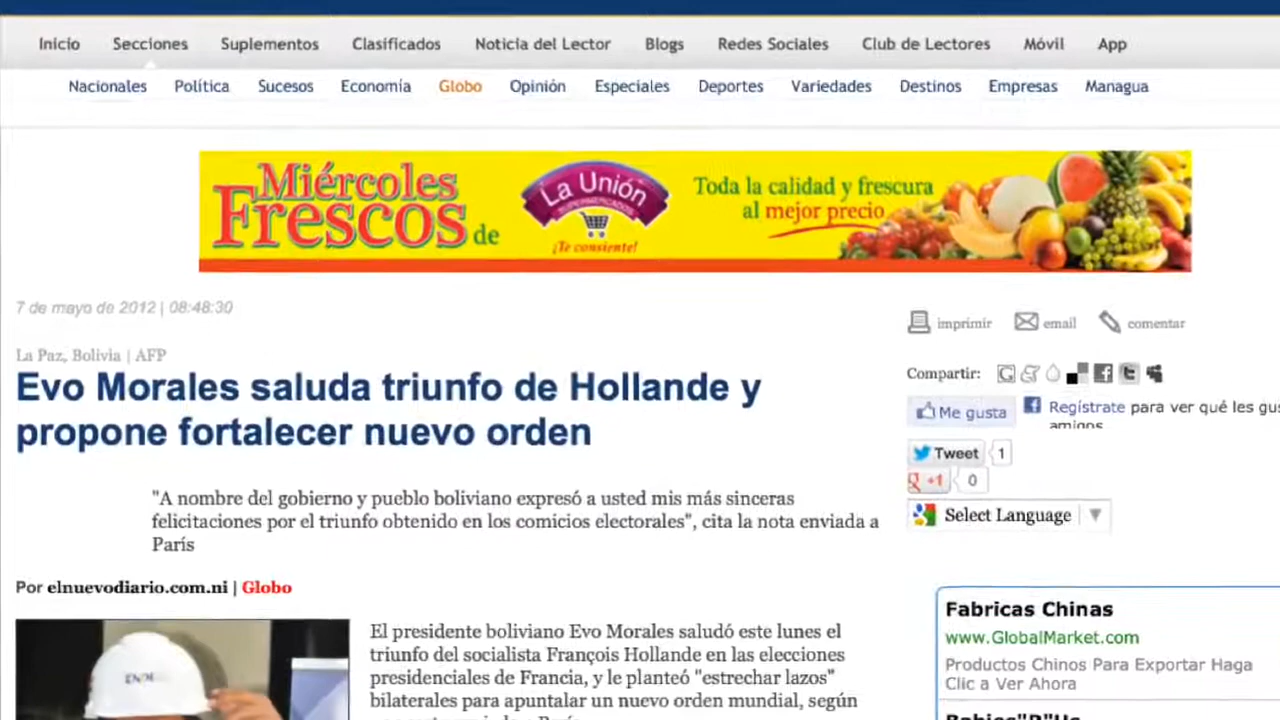 Inicio Secciones Suplementos Clasificados Noticia del Lector Blogs Redes Sociales Club de Lectores Móvil App
Nacionales Política Sucesos Economía Globo Opinión Especiales Deportes Variedades Destinos Empresas Managua
Miércoles
Frescos de
La Unión
SUPERMERCADOS
¡Te consiente!
Toda la calidad y frescura
al mejor precio
7 de mayo de 2012 | 08:48:30
imprimir email comentar
La Paz, Bolivia | AFP
Evo Morales saluda triunfo de Hollande y
propone fortalecer nuevo orden
Compartir:
Me gusta
Regístrate para ver qué les gus
amigos.
Tweet 1
+1 0
Select Language
"A nombre del gobierno y pueblo boliviano expresó a usted mis más sinceras
felicitaciones por el triunfo obtenido en los comicios electorales", cita la nota enviada a
París
Por elnuevodiario.com.ni | Globo
El presidente boliviano Evo Morales saludó este lunes el
triunfo del socialista François Hollande en las elecciones
presidenciales de Francia, y le planteó "estrechar lazos"
bilaterales para apuntalar un nuevo orden mundial, según
Fabricas Chinas
www.GlobalMarket.com
Productos Chinos Para Exportar Haga
Clic a Ver Ahora
Babies"R"Us